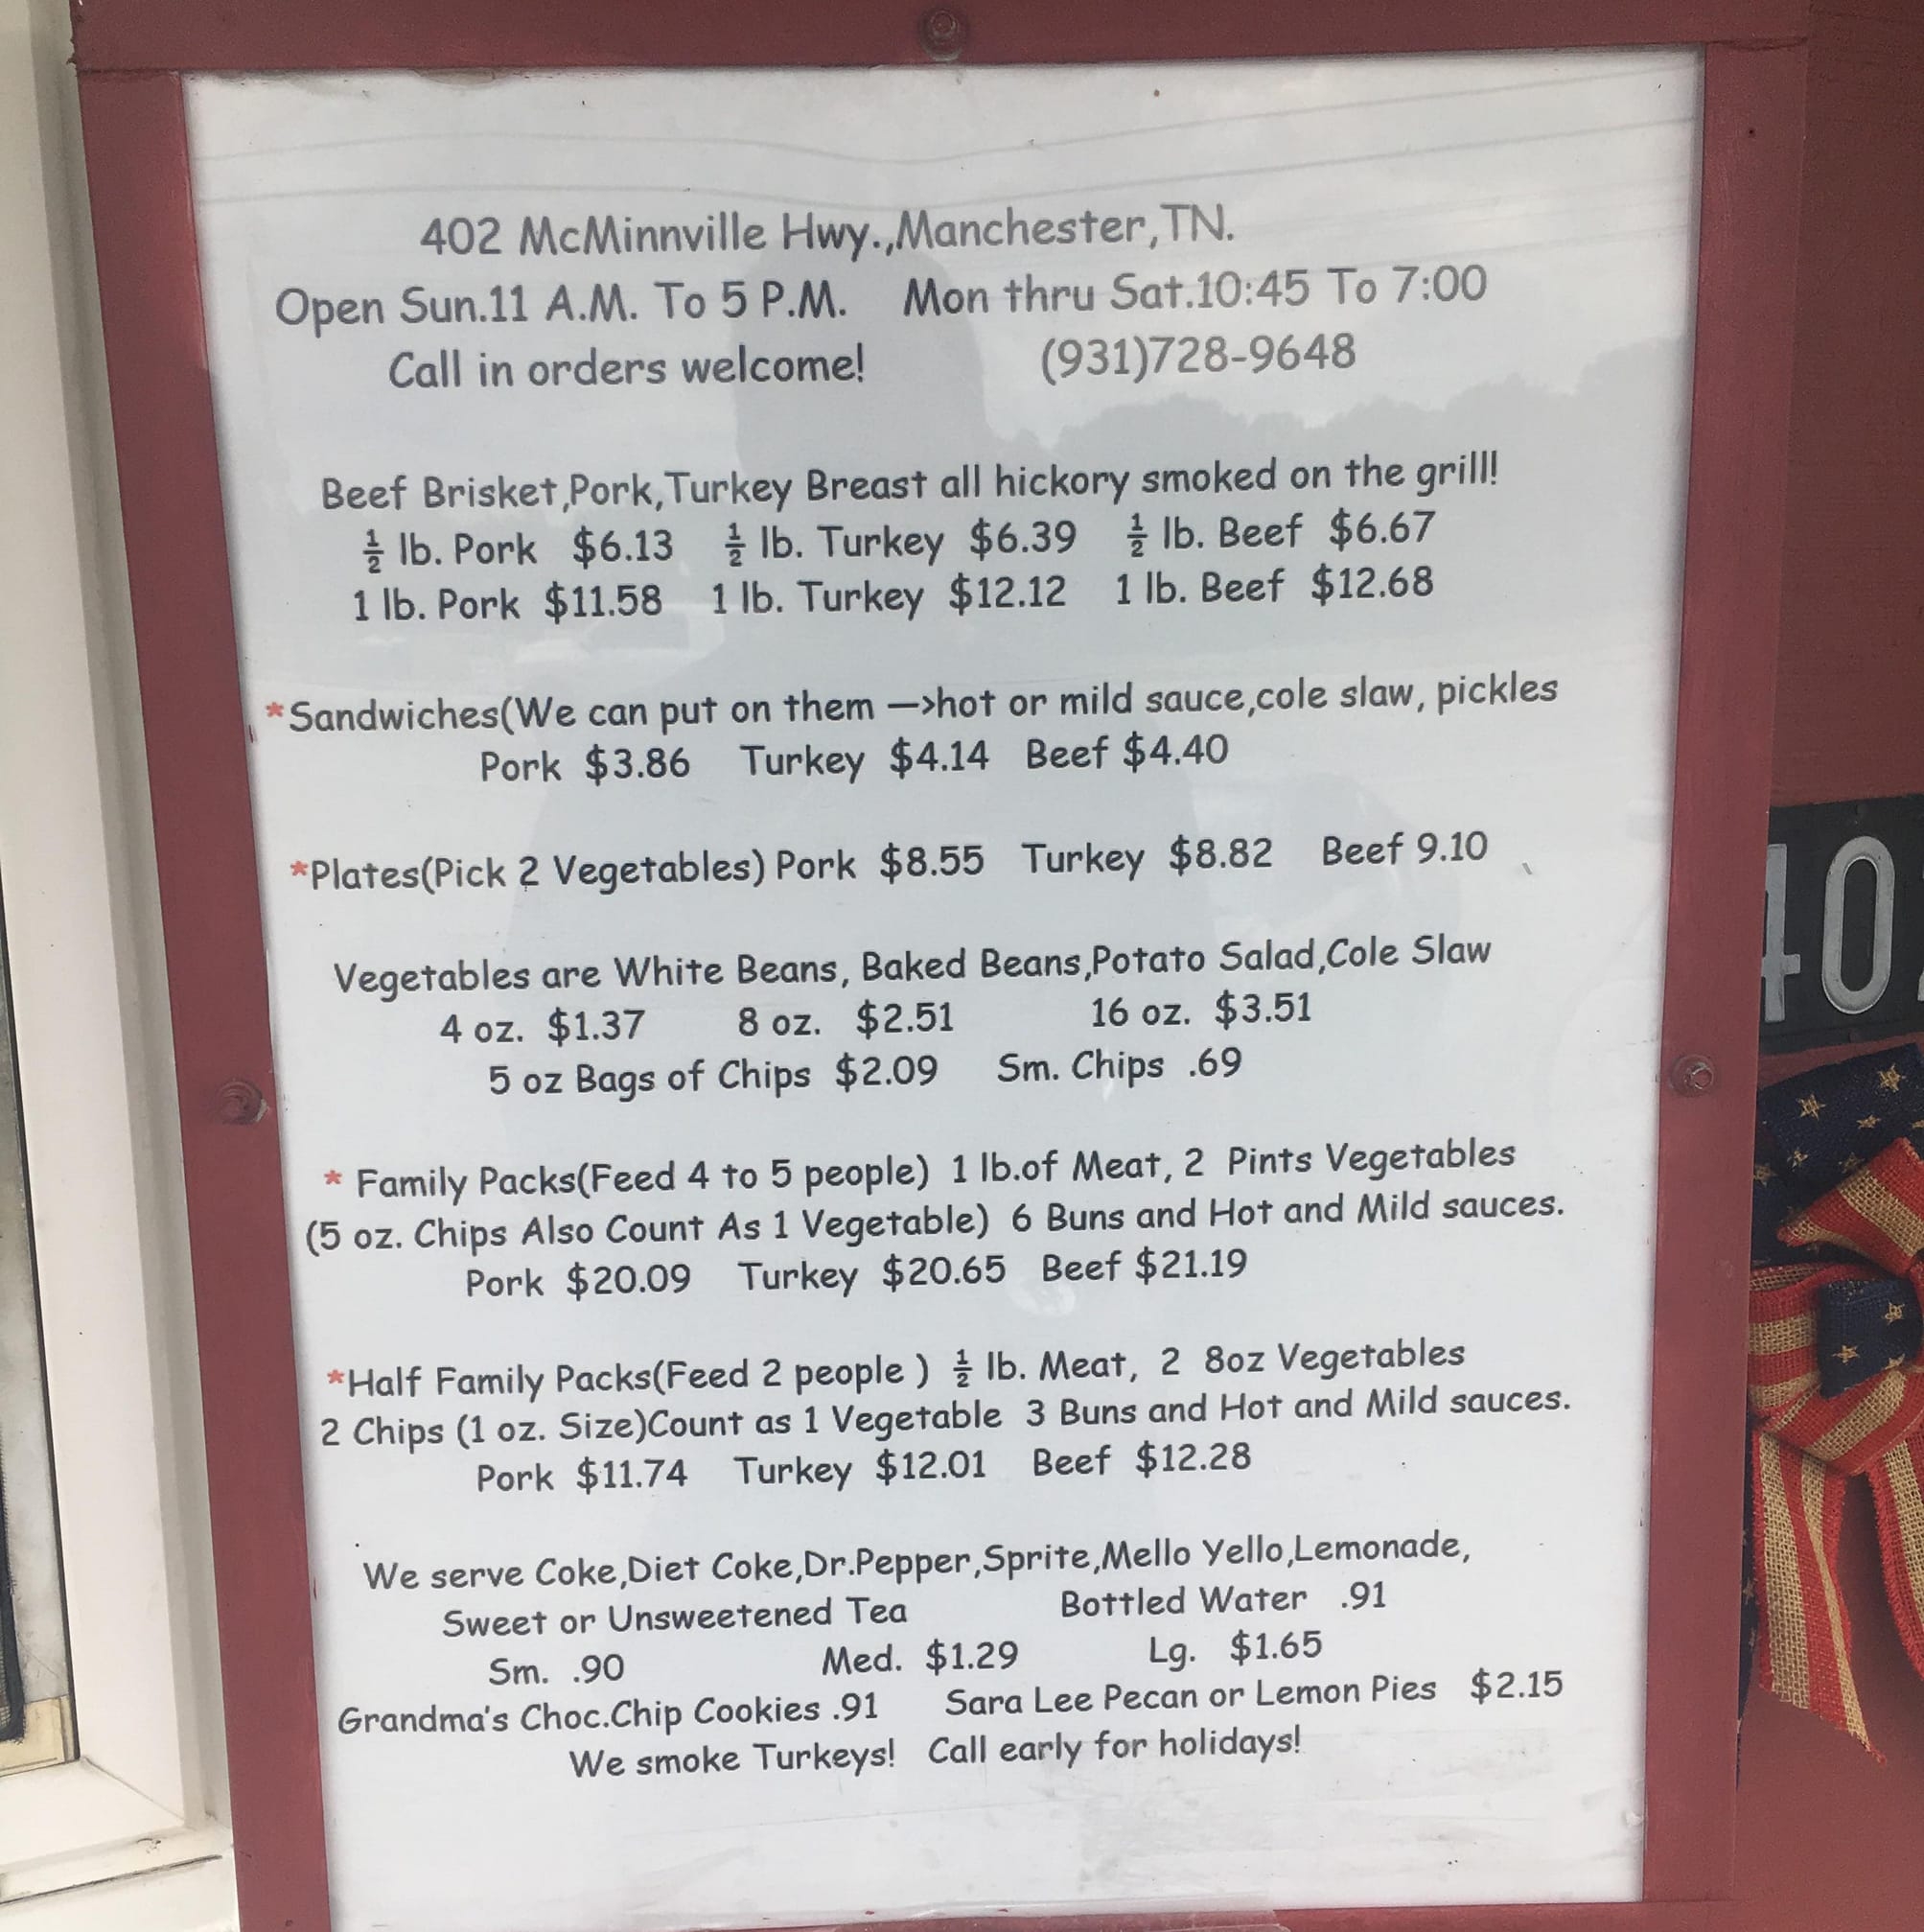 402 McMinnville Hwy.,Manchester,TN.
Open Sun.11 A.M. To 5 P.M. Mon thru Sat.10:45 To 7:00
Call in orders welcome! (931)728-9648
Beef Brisket,Pork,Turkey Breast all hickory smoked on the grill!
½ lb. Pork $6.13 ½ lb. Turkey $6.39 ½ lb. Beef $6.67
1 lb. Pork $11.58 1 lb. Turkey $12.12 1 lb. Beef $12.68
*Sandwiches(We can put on them —>hot or mild sauce,cole slaw, pickles
Pork $3.86 Turkey $4.14 Beef $4.40
*Plates(Pick 2 Vegetables) Pork $8.55 Turkey $8.82 Beef 9.10
Vegetables are White Beans, Baked Beans,Potato Salad,Cole Slaw
4 oz. $1.37 8 oz. $2.51 16 oz. $3.51
5 oz Bags of Chips $2.09 Sm. Chips .69
* Family Packs(Feed 4 to 5 people) 1 lb.of Meat, 2 Pints Vegetables
(5 oz. Chips Also Count As 1 Vegetable) 6 Buns and Hot and Mild sauces.
Pork $20.09 Turkey $20.65 Beef $21.19
*Half Family Packs(Feed 2 people ) ½ lb. Meat, 2 8oz Vegetables
2 Chips (1 oz. Size)Count as 1 Vegetable 3 Buns and Hot and Mild sauces.
Pork $11.74 Turkey $12.01 Beef $12.28
We serve Coke,Diet Coke,Dr.Pepper,Sprite,Mello Yello,Lemonade,
Sweet or Unsweetened Tea Bottled Water .91
Sm. .90 Med. $1.29 Lg. $1.65
Grandma's Choc.Chip Cookies .91 Sara Lee Pecan or Lemon Pies $2.15
We smoke Turkeys! Call early for holidays!
40